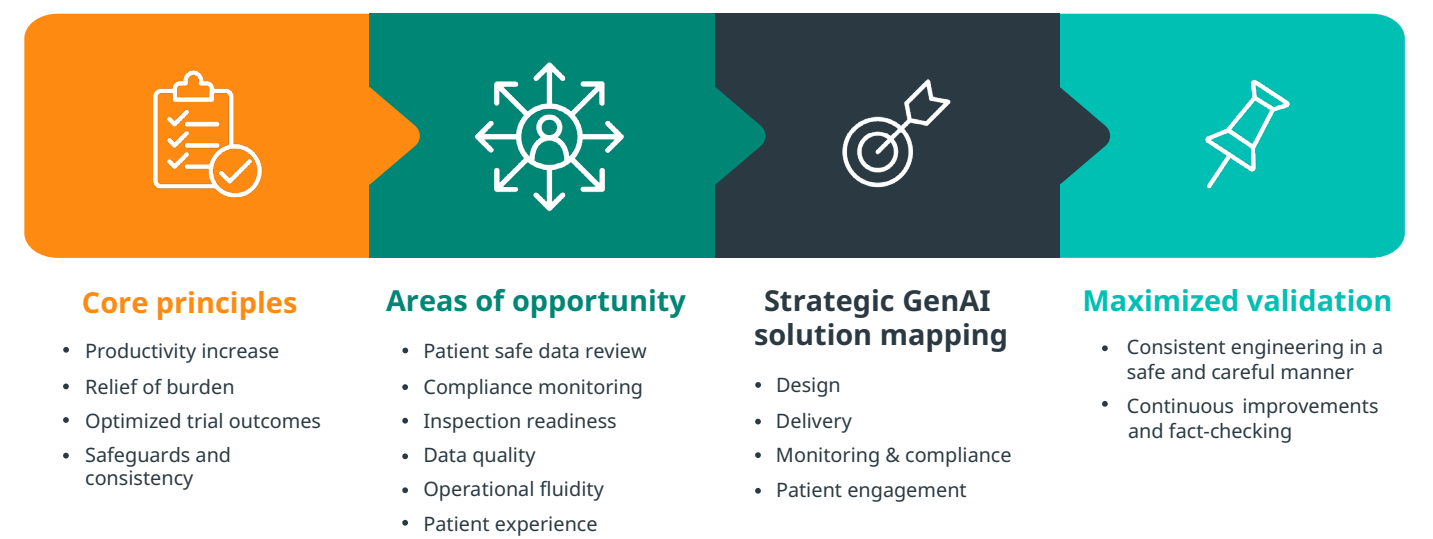 Core principles
• Productivity increase
• Relief of burden
• Optimized trial outcomes
• Safeguards and
consistency
Areas of opportunity
• Patient safe data review
• Compliance monitoring
• Inspection readiness
• Data quality
• Operational fluidity
• Patient experience
Strategic GenAI
solution mapping
• Design
• Delivery
• Monitoring & compliance
• Patient engagement
Maximized validation
• Consistent engineering in a
safe and careful manner
• Continuous improvements
and fact-checking